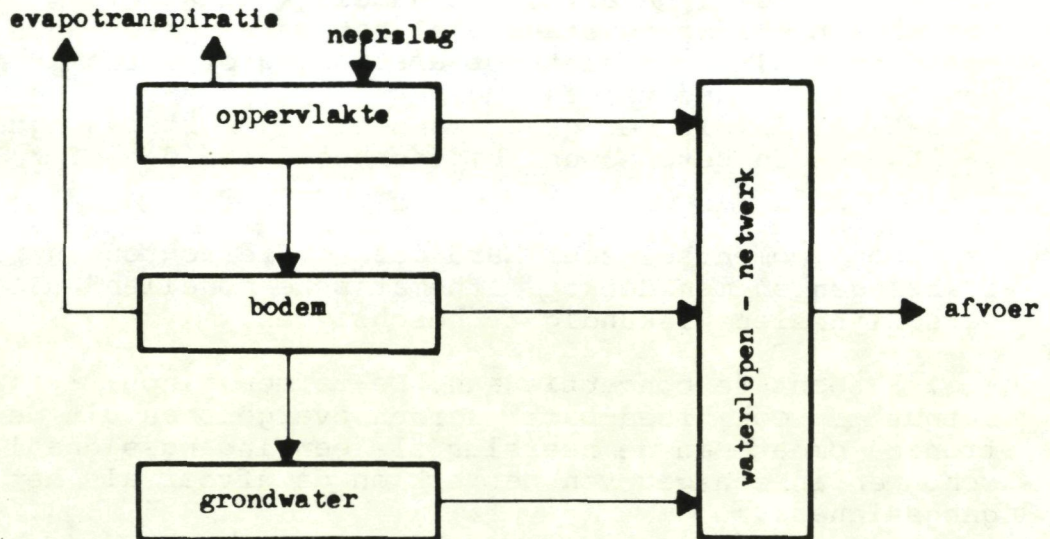 evapotranspiratie
neerslag
oppervlakte
bodem
grondwater
waterlopen - netwerk
afvoer